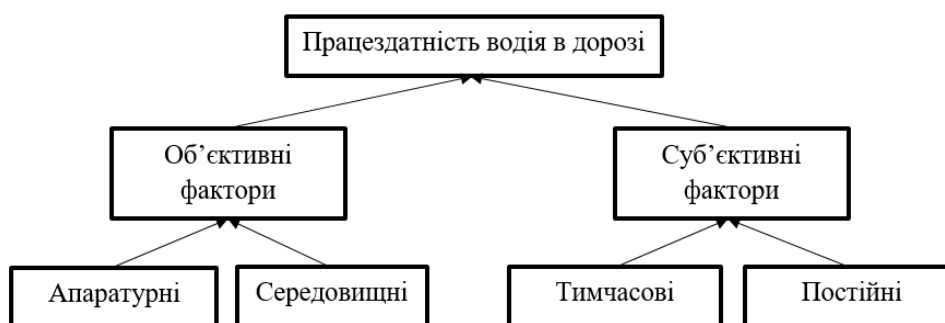 Працездатність водія в дорозі
Об’єктивні
фактори
Суб’єктивні
фактори
Апаратурні
Середовищні
Тимчасові
Постійні